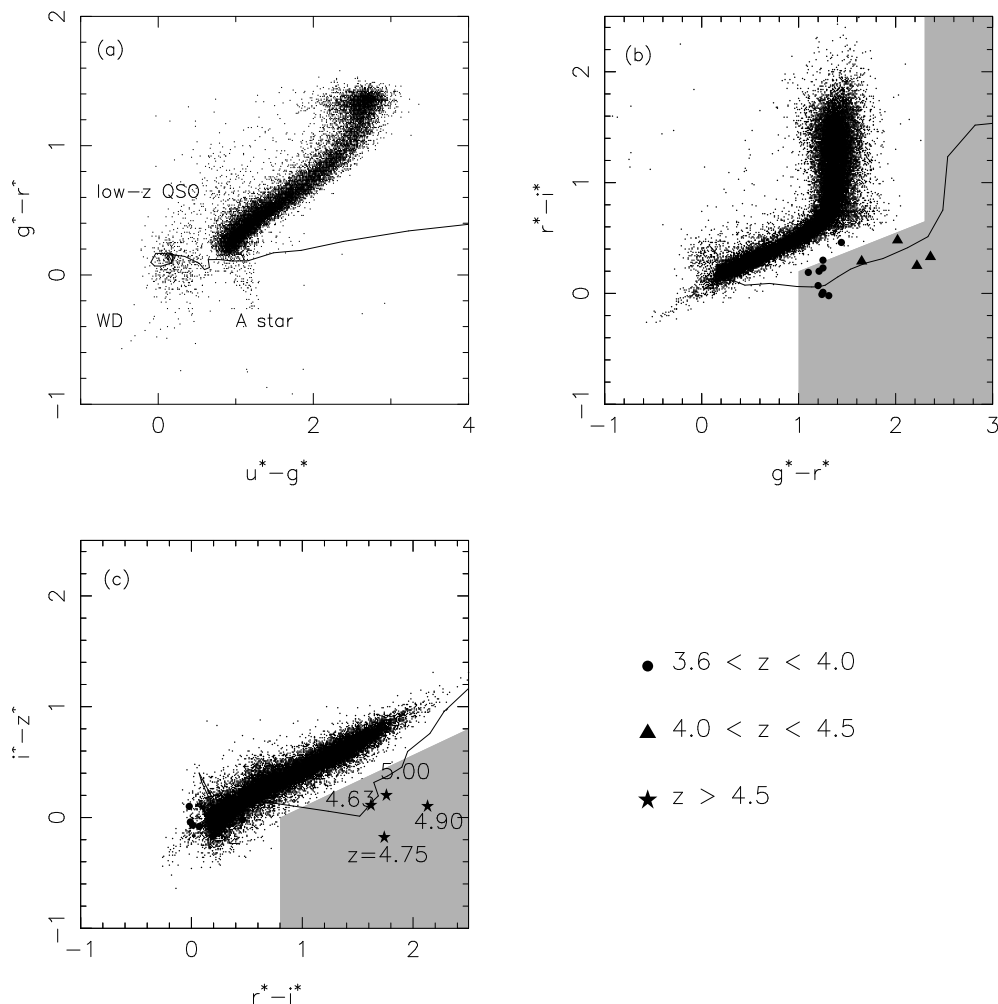 (a)
2
1
0
−1
g*−r*
low−z QSO
WD
A star
0
2
4
u*−g*
(b)
2
1
0
−1
r*−i*
−1
0
1
2
3
g*−r*
(c)
2
1
0
−1
i*−z*
5.00
4.63
4.90
z=4.75
−1
0
1
2
r*−i*
3.6 < z < 4.0
4.0 < z < 4.5
z > 4.5